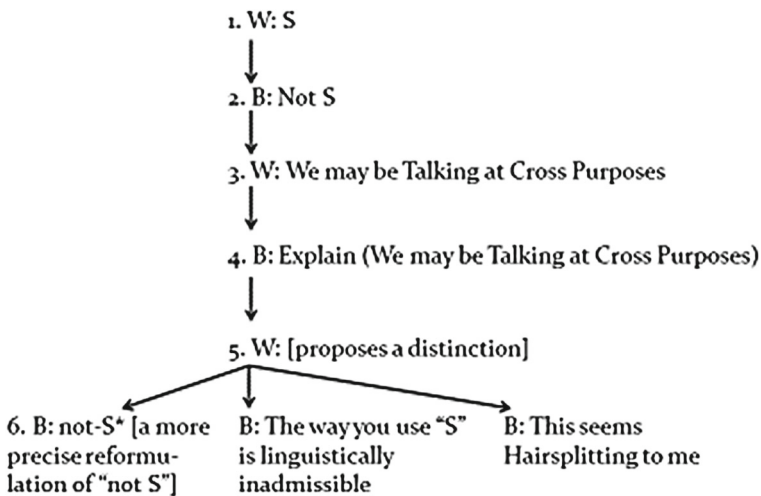 1. W: S
2. B: Not S
3. W: We may be Talking at Cross Purposes
4. B: Explain (We may be Talking at Cross Purposes)
5. W: [proposes a distinction]
6. B: not-S* [a more
precise reformu-
lation of “not S”]
B: The way you use “S”
is linguistically
inadmissible
B: This seems
Hairsplitting to me